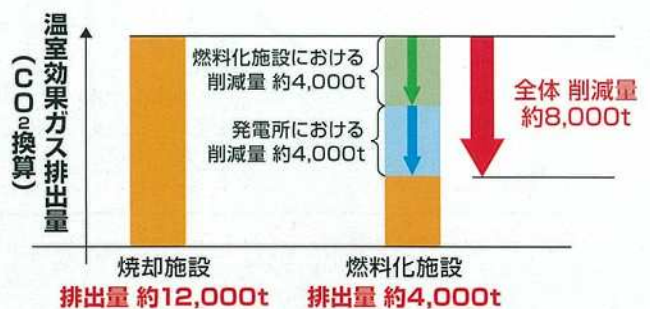 温室効果ガス排出量
(CO2換算)
燃料化施設における
削減量 約4,000t
発電所における
削減量 約4,000t
全体 削減量
約8,000t
焼却施設
排出量 約12,000t
燃料化施設
排出量 約4,000t